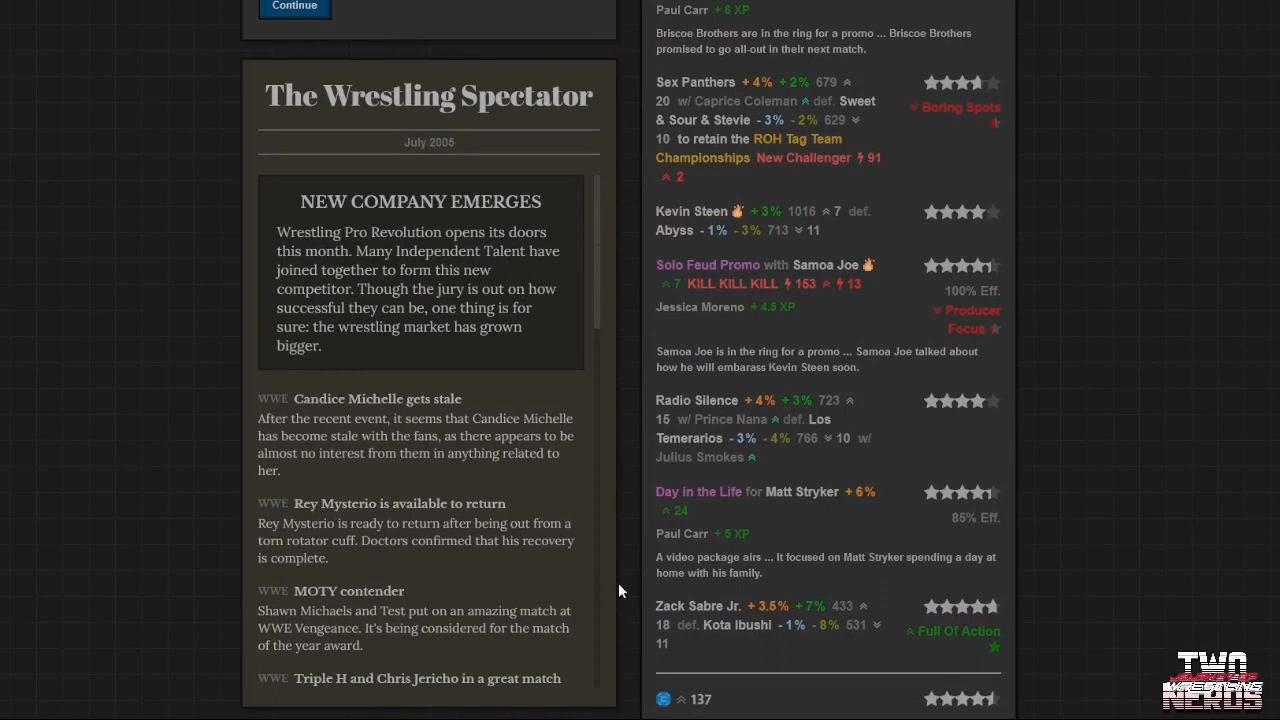 Continue
The Wrestling Spectator
July 2005
NEW COMPANY EMERGES
Wrestling Pro Revolution opens its doors
this month. Many Independent Talent have
joined together to form this new
competitor. Though the jury is out on how
successful they can be, one thing is for
sure: the wrestling market has grown
bigger.
WWE Candice Michelle gets stale
After the recent event, it seems that Candice Michelle
has become stale with the fans, as there appears to be
almost no interest from them in anything related to
her.
WWE Rey Mysterio is available to return
Rey Mysterio is ready to return after being out from a
torn rotator cuff. Doctors confirmed that his recovery
is complete.
WWE MOTY contender
Shawn Michaels and Test put on an amazing match at
WWE Vengeance. It's being considered for the match
of the year award.
WWE Triple H and Chris Jericho in a great match
Paul Carr + 6 XP
Briscoe Brothers are in the ring for a promo ... Briscoe Brothers
promised to go all-out in their next match.
Sex Panthers + 4% + 2% 679
20 w/ Caprice Coleman def. Sweet
& Sour & Stevie - 3% - 2% 629
10 to retain the ROH Tag Team
Championships New Challenger 91
2
Boring Spots
Kevin Steen + 3% 1016 7 def.
Abyss - 1% - 3% 713 11
Solo Feud Promo with Samoa Joe
7 KILL KILL KILL 153 13
100% Eff.
Jessica Moreno + 4.5 XP
Producer
Focus
Samoa Joe is in the ring for a promo ... Samoa Joe talked about
how he will embarass Kevin Steen soon.
Radio Silence + 4% + 3% 723
15 w/ Prince Nana def. Los
Temerarios - 3% - 4% 766 10 w/
Julius Smokes
Day in the Life for Matt Stryker + 6%
24
85% Eff.
Paul Carr + 5 XP
A video package airs ... It focused on Matt Stryker spending a day at
home with his family.
Zack Sabre Jr. + 3.5% + 7% 433
18 def. Kota Ibushi - 1% - 8% 531
11
Full Of Action
137
TWO
WRESTLING
NERDS